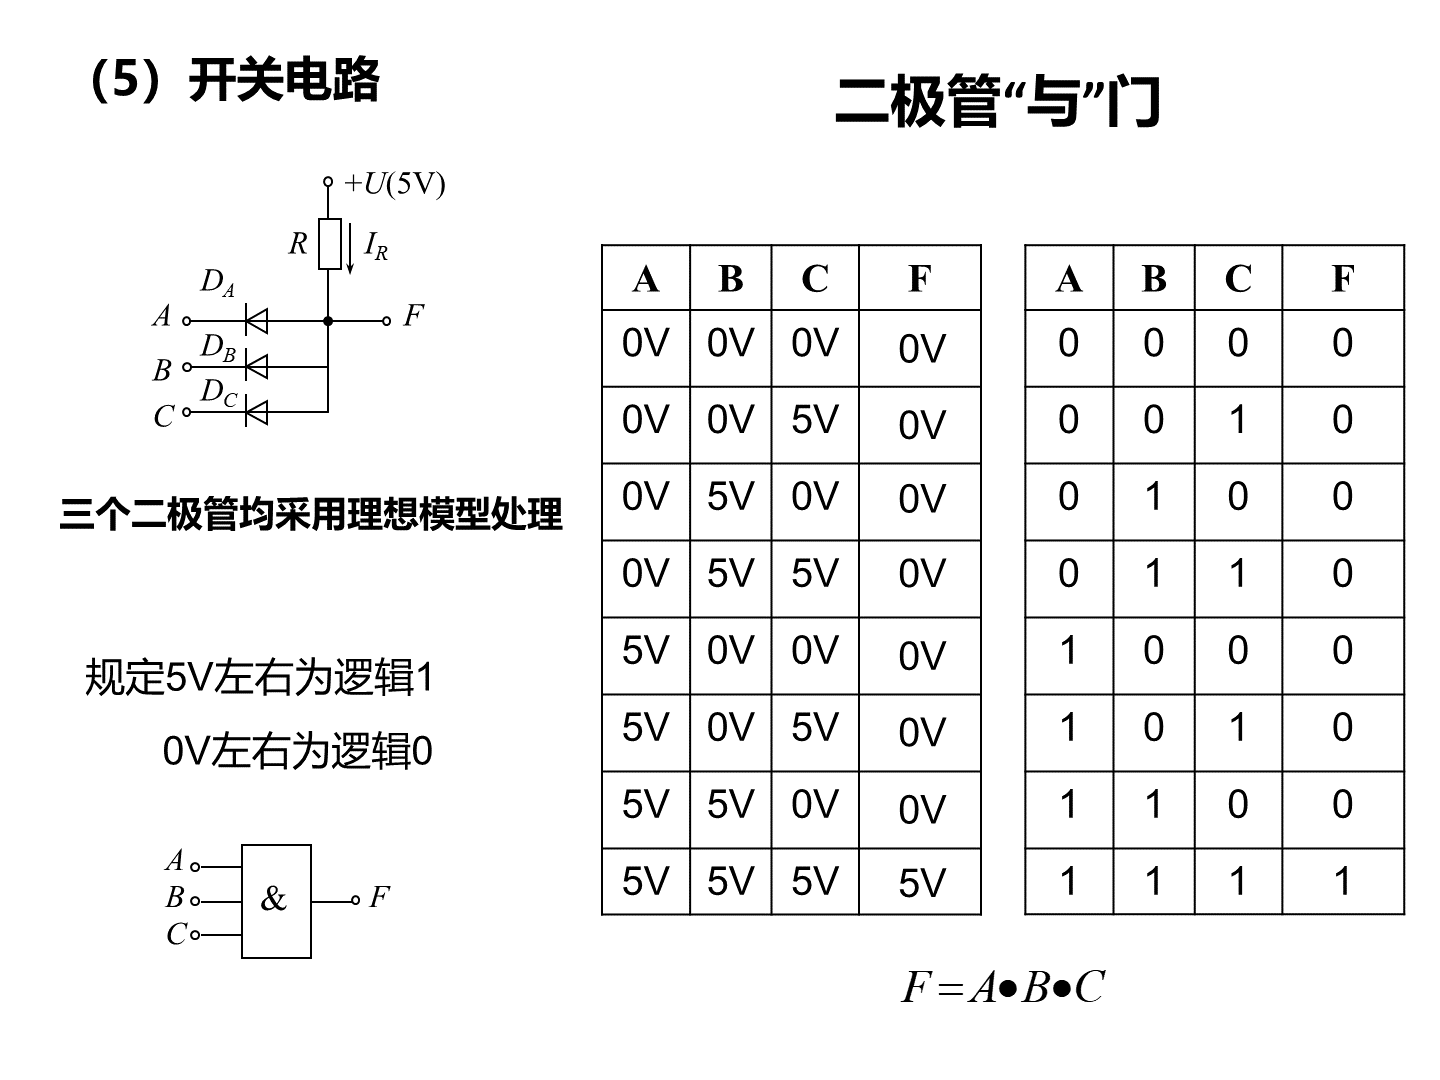 （5）开关电路
二极管“与”门
+U(5V)
R
I_R
D_A
A
F
D_B
B
D_C
C
三个二极管均采用理想模型处理
规定5V左右为逻辑1
0V左右为逻辑0
A
B
&
F
C
A B C F
0V 0V 0V 0V
0V 0V 5V 0V
0V 5V 0V 0V
0V 5V 5V 0V
5V 0V 0V 0V
5V 0V 5V 0V
5V 5V 0V 0V
5V 5V 5V 5V
A B C F
0 0 0 0
0 0 1 0
0 1 0 0
0 1 1 0
1 0 0 0
1 0 1 0
1 1 0 0
1 1 1 1
F=A•B•C